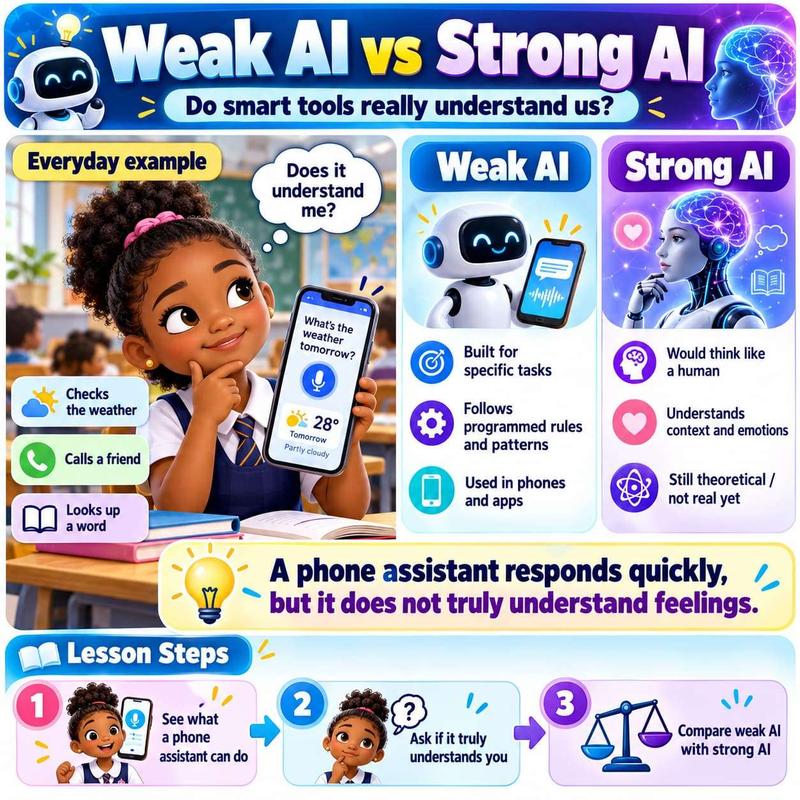 Weak AI vs Strong AI
Do smart tools really understand us?
Everyday example
Does it
understand
me?
What's the
weather
tomorrow?
28°
Tomorrow
Partly cloudy
Checks
the weather
Calls a friend
Looks up
a word
Weak AI
Built for
specific tasks
Follows
programmed rules
and patterns
Used in phones
and apps
Strong AI
Would think like
a human
Understands
context and emotions
Still theoretical /
not real yet
A phone assistant responds quickly,
but it does not truly understand feelings.
Lesson Steps
1
See what
a phone
assistant can do
2
?
Ask if it truly
understands you
3
Compare weak AI
with strong AI